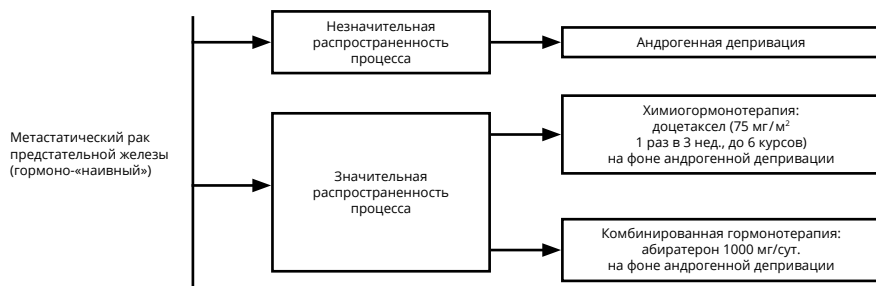 Метастатический рак
предстательной железы
(гормоно-«наивный»)
Незначительная
распространенность
процесса
Андрогенная депривация
Значительная
распространенность
процесса
Химиогормонотерапия:
доцетаксел (75 мг/м²
1 раз в 3 нед., до 6 курсов)
на фоне андрогенной депривации
Комбинированная гормонотерапия:
абиратерон 1000 мг/сут.
на фоне андрогенной депривации